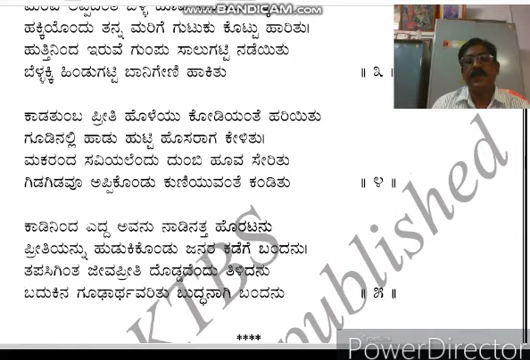 WWW.BANDICAM.COM
ಹಕ್ಕಿಯೊಂದು ತನ್ನ ಮರಿಗೆ ಗುಟುಕು ಕೊಟ್ಟು ಹಾರಿತು।
ಹುತ್ತಿನಿಂದ ಇರುವೆ ಗುಂಪು ಸಾಲುಗಟ್ಟಿ ನಡೆಯಿತು
ಬೆಳ್ಳಕ್ಕಿ ಹಿಂಡುಗಟ್ಟಿ ಬಾನಿಗೇಣಿ ಹಾಕಿತು ॥ ೩ ॥
ಕಾಡತುಂಬ ಪ್ರೀತಿ ಹೊಳೆಯು ಕೋಡಿಯಂತೆ ಹರಿಯಿತು
ಗೂಡಿನಲ್ಲಿ ಹಾಡು ಹುಟ್ಟಿ ಹೊಸರಾಗ ಕೇಳಿತು।
ಮಕರಂದ ಸವಿಯಲೆಂದು ದುಂಬಿ ಹೂವ ಸೇರಿತು
ಗಿಡಗಿಡವೂ ಅಪ್ಪಿಕೊಂಡು ಕುಣಿಯುವಂತೆ ಕಂಡಿತು ॥ ೪ ॥
ಕಾಡಿನಿಂದ ಎದ್ದ ಅವನು ನಾಡಿನತ್ತ ಹೊರಟನು
ಪ್ರೀತಿಯನ್ನು ಹುಡುಕಿಕೊಂಡು ಜನರ ಕಡೆಗೆ ಬಂದನು।
ತಪಸಿಗಿಂತ ಜೀವಪ್ರೀತಿ ದೊಡ್ಡದೆಂದು ತಿಳಿದನು
ಬದುಕಿನ ಗೂಢಾರ್ಥವರಿತು ಬುದ್ಧನಾಗಿ ಬಂದನು ॥ ೫ ॥
****
KTBS
published
PowerDirector